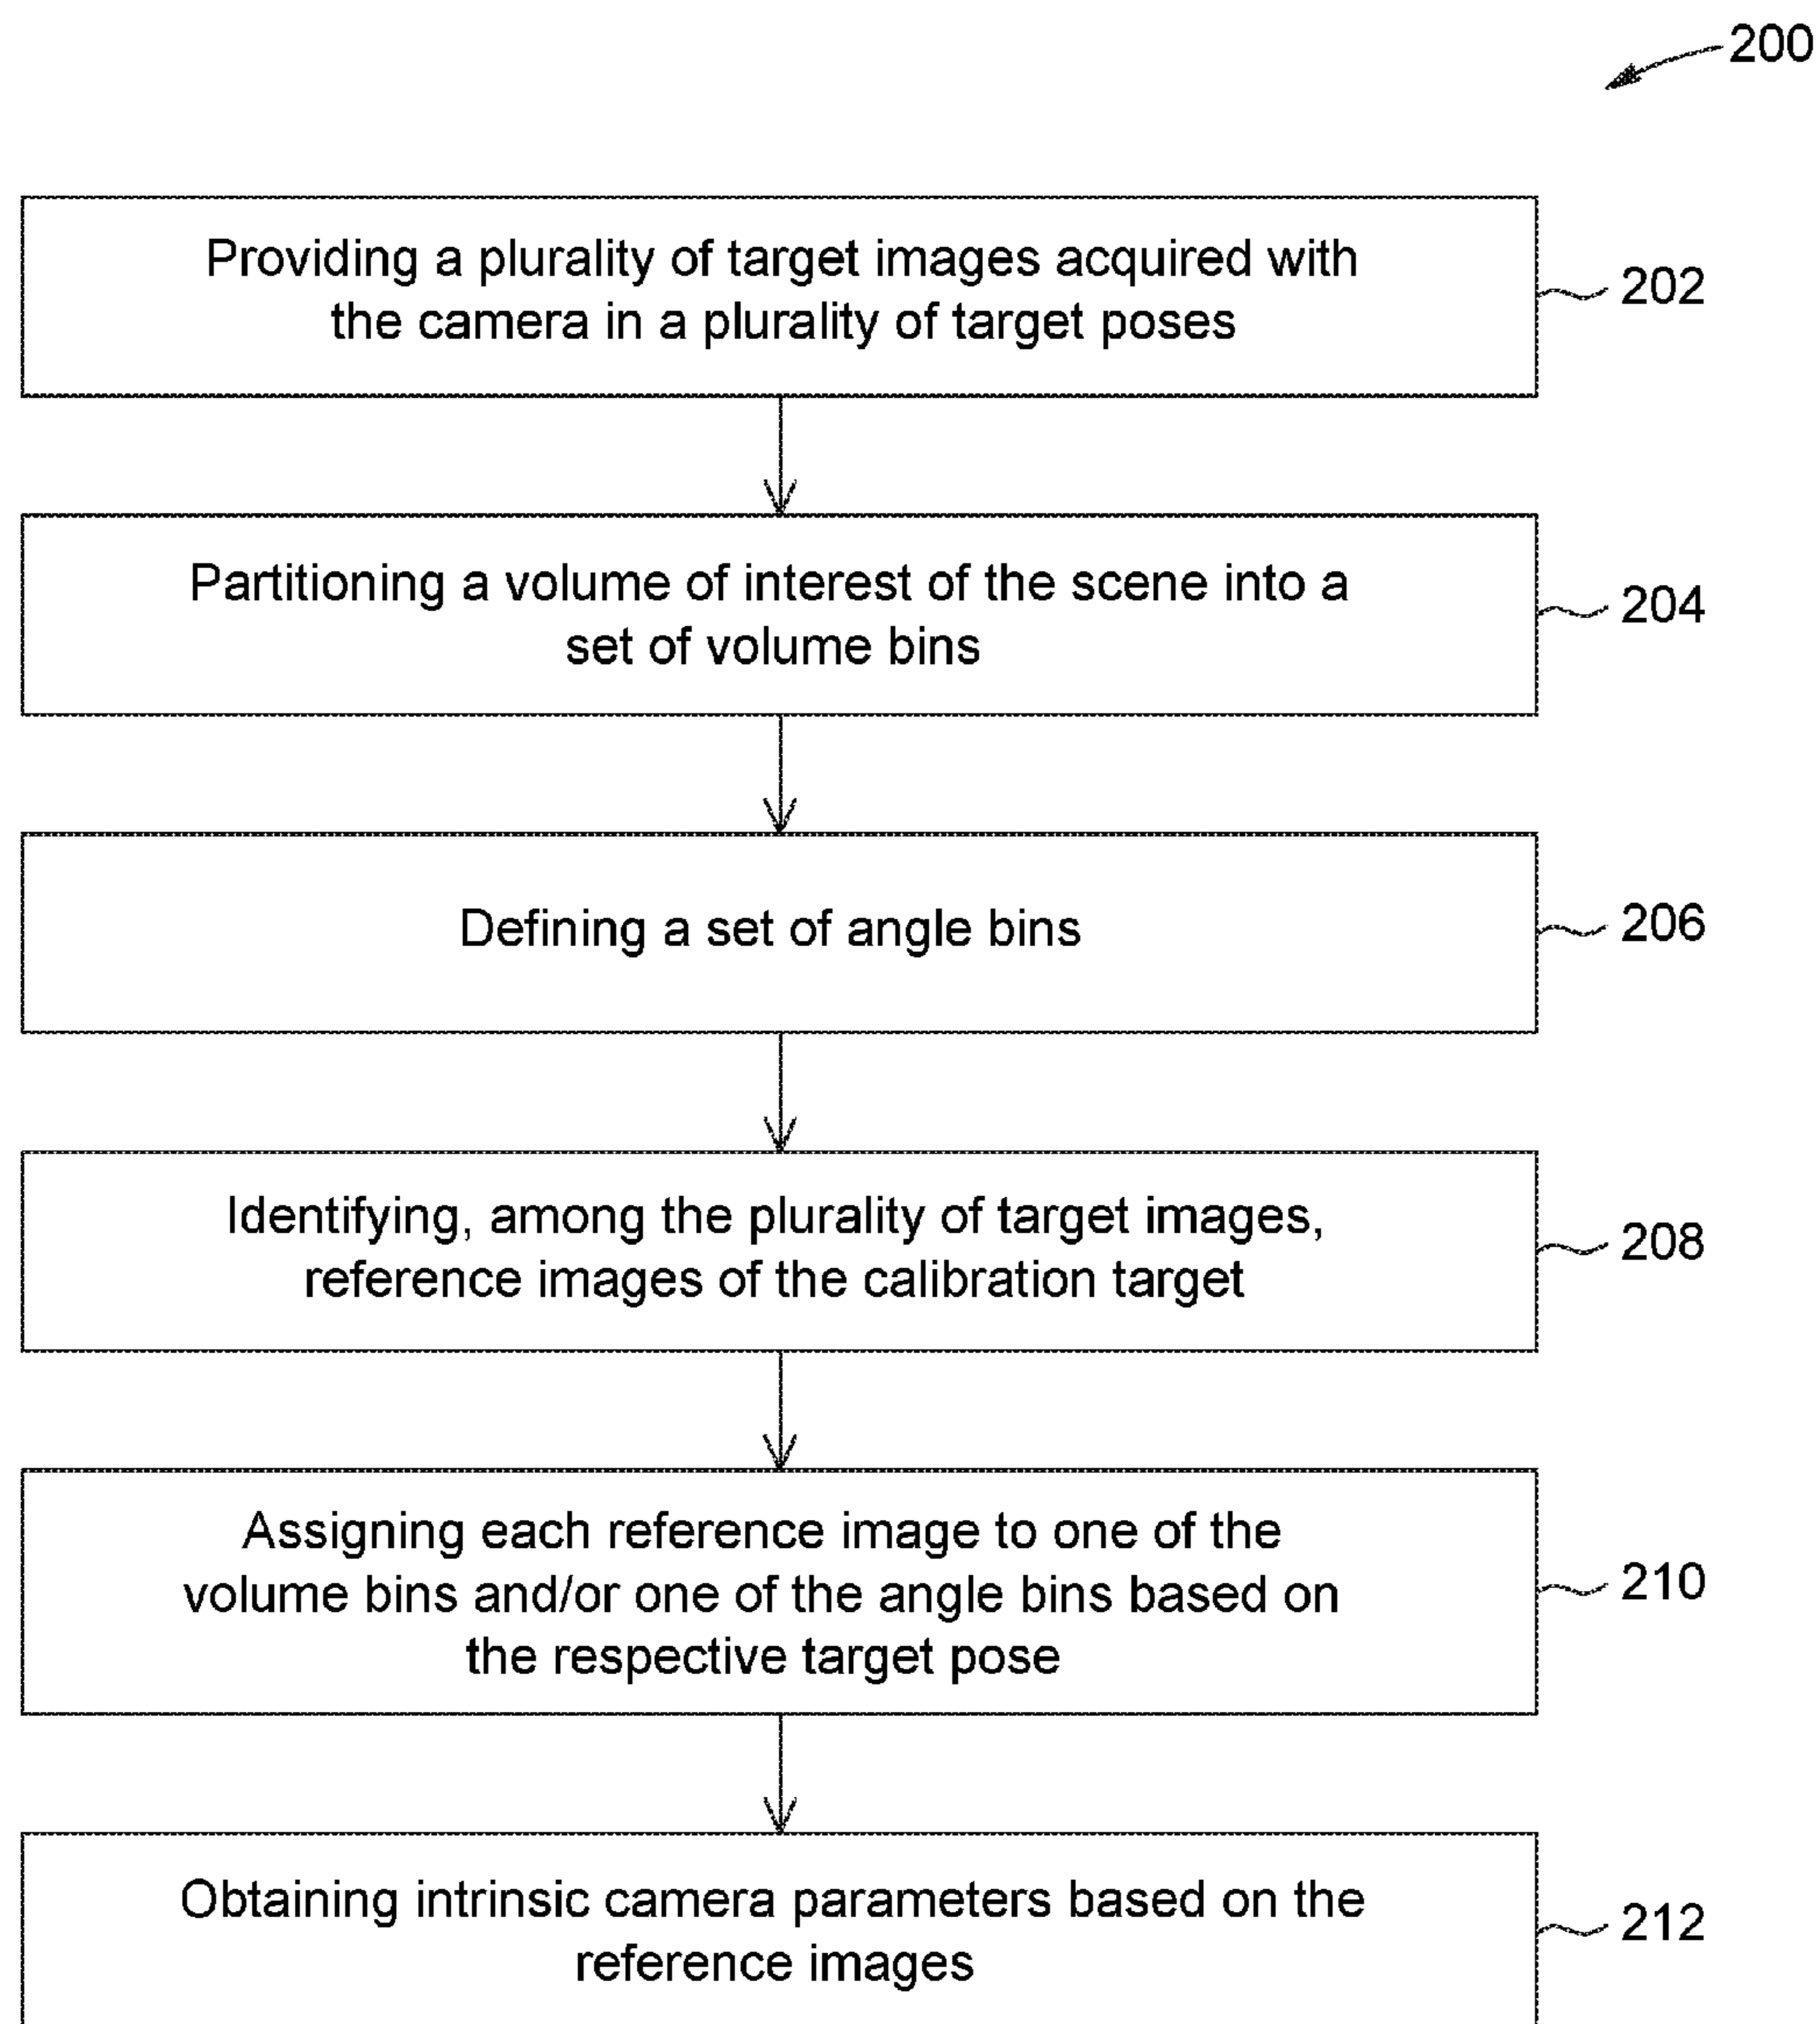 200
Providing a plurality of target images acquired with
the camera in a plurality of target poses
202
Partitioning a volume of interest of the scene into a
set of volume bins
204
Defining a set of angle bins
206
Identifying, among the plurality of target images,
reference images of the calibration target
208
Assigning each reference image to one of the
volume bins and/or one of the angle bins based on
the respective target pose
210
Obtaining intrinsic camera parameters based on the
reference images
212